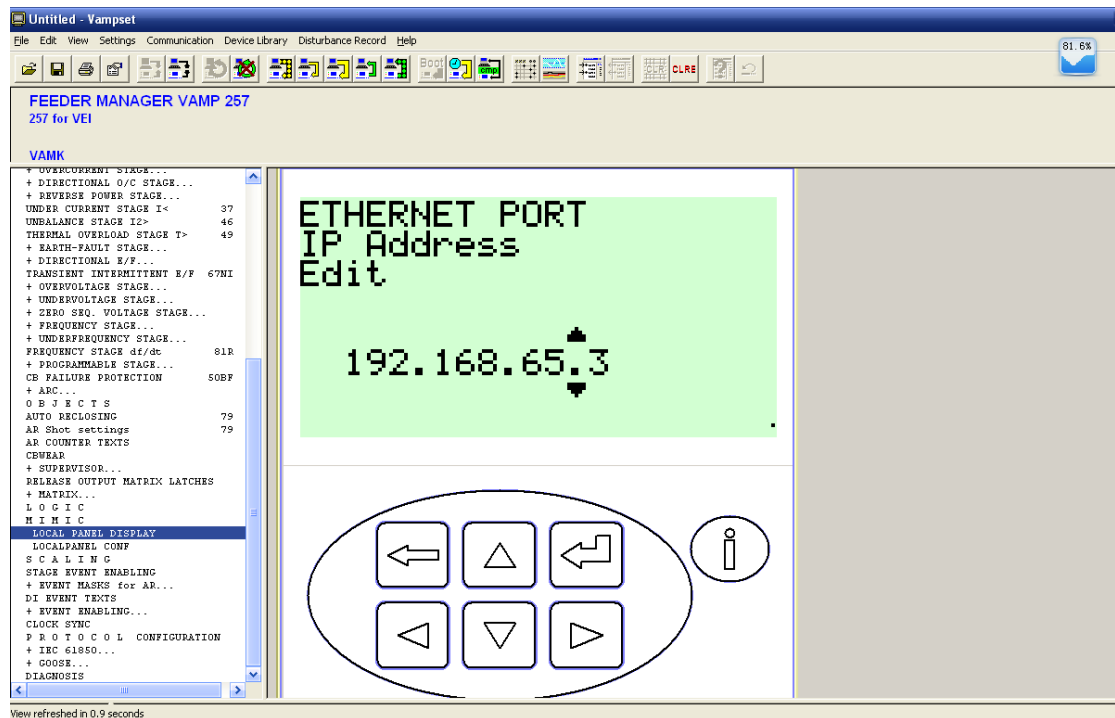 Untitled - Vampset
File Edit View Settings Communication Device Library Disturbance Record Help
81.6%
Boot
cmp
CLR CLRE
FEEDER MANAGER VAMP 257
257 for VEI
VAMK
+ OVERCURRENT STAGE...
+ DIRECTIONAL O/C STAGE...
+ REVERSE POWER STAGE...
UNDER CURRENT STAGE I< 37
UNBALANCE STAGE I2> 46
THERMAL OVERLOAD STAGE T> 49
+ EARTH-FAULT STAGE...
+ DIRECTIONAL E/F...
TRANSIENT INTERMITTENT E/F 67NI
+ OVERVOLTAGE STAGE...
+ UNDERVOLTAGE STAGE...
+ ZERO SEQ. VOLTAGE STAGE...
+ FREQUENCY STAGE...
+ UNDERFREQUENCY STAGE...
FREQUENCY STAGE df/dt 81R
+ PROGRAMMABLE STAGE...
CB FAILURE PROTECTION 50BF
+ ARC...
O B J E C T S
AUTO RECLOSING 79
AR Shot settings 79
AR COUNTER TEXTS
CBWEAR
+ SUPERVISOR...
RELEASE OUTPUT MATRIX LATCHES
+ MATRIX...
L O G I C
M I M I C
LOCAL PANEL DISPLAY
LOCALPANEL CONF
S C A L I N G
STAGE EVENT ENABLING
+ EVENT MASKS for AR...
DI EVENT TEXTS
+ EVENT ENABLING...
CLOCK SYNC
P R O T O C O L CONFIGURATION
+ IEC 61850...
+ GOOSE...
DIAGNOSIS
ETHERNET PORT
IP Address
Edit
192.168.65.3
.
i
View refreshed in 0.9 seconds